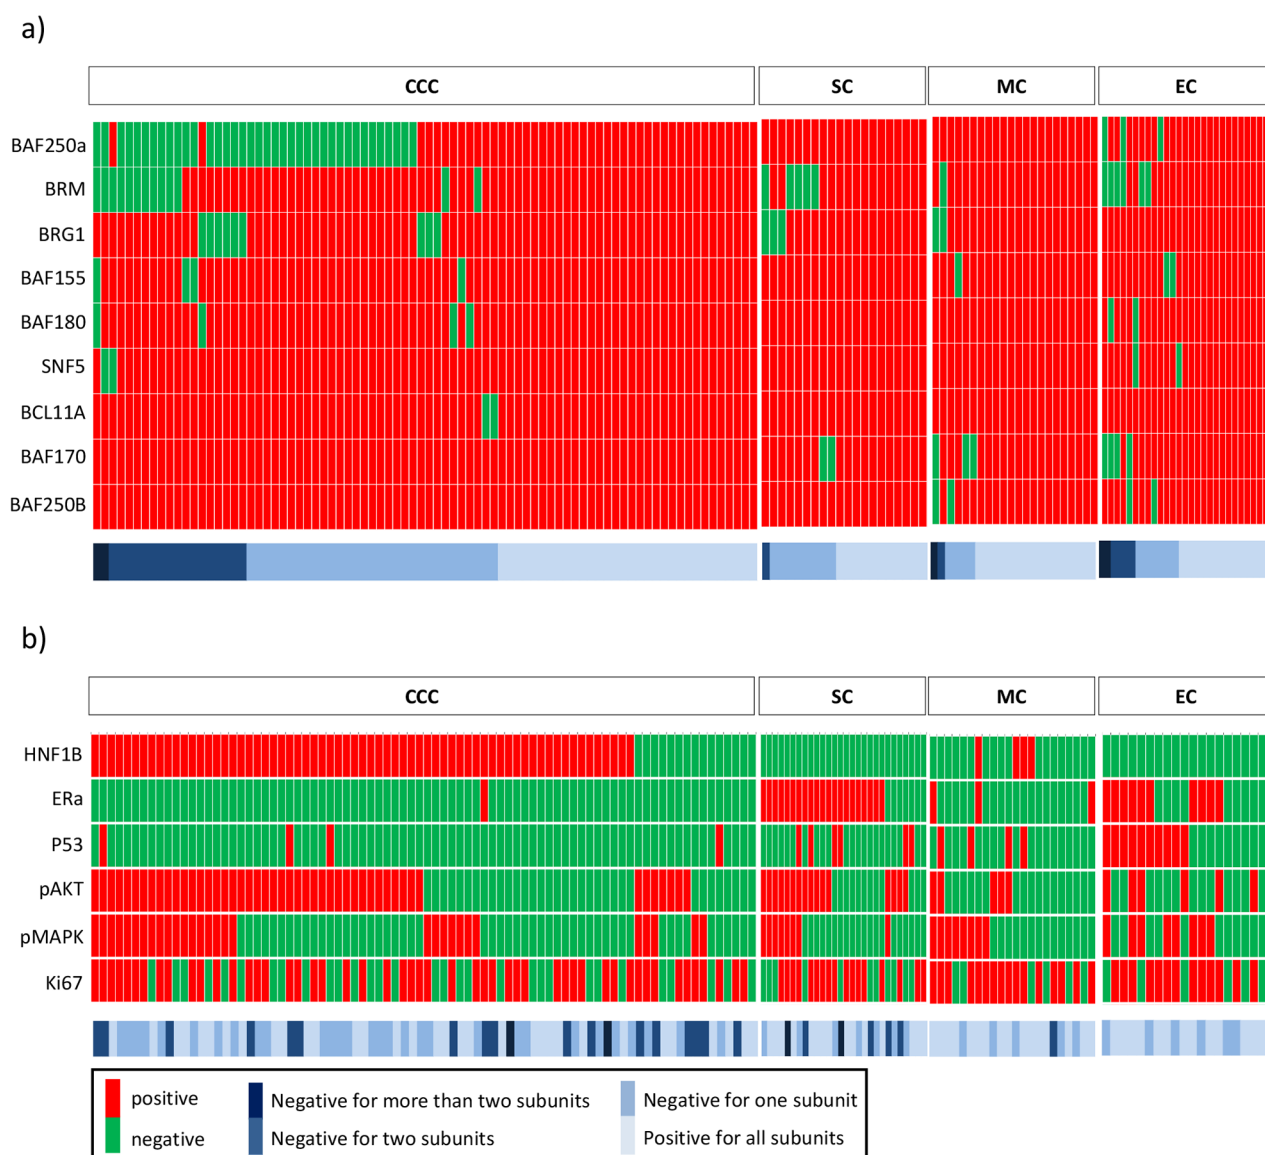 a)
CCC SC MC EC
BAF250a
BRM
BRG1
BAF155
BAF180
SNF5
BCL11A
BAF170
BAF250B
b)
CCC SC MC EC
HNF1B
ERa
P53
pAKT
pMAPK
Ki67
positive Negative for more than two subunits Negative for one subunit
negative Negative for two subunits Positive for all subunits